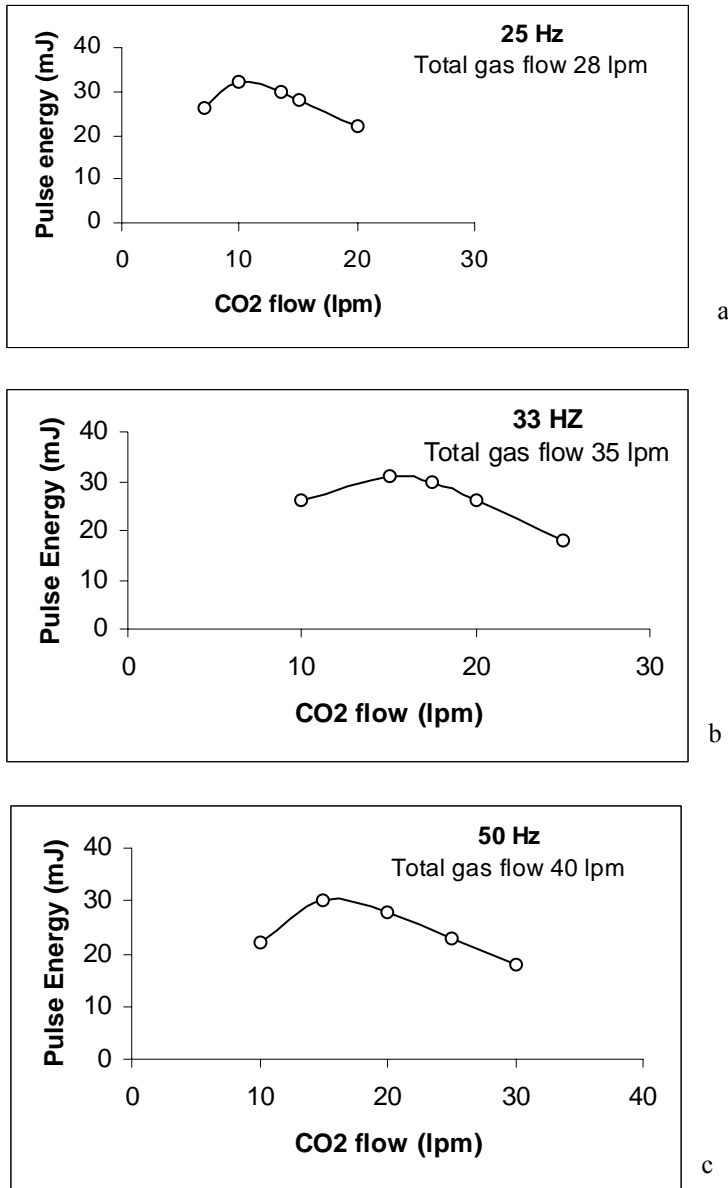 25 Hz
Total gas flow 28 lpm
40
30
20
10
0
Pulse energy (mJ)
0 10 20 30
CO2 flow (lpm)
a
33 HZ
Total gas flow 35 lpm
40
30
20
10
0
Pulse Energy (mJ)
0 10 20 30
CO2 flow (lpm)
b
50 Hz
Total gas flow 40 lpm
40
30
20
10
0
Pulse Energy (mJ)
0 10 20 30 40
CO2 flow (lpm)
c